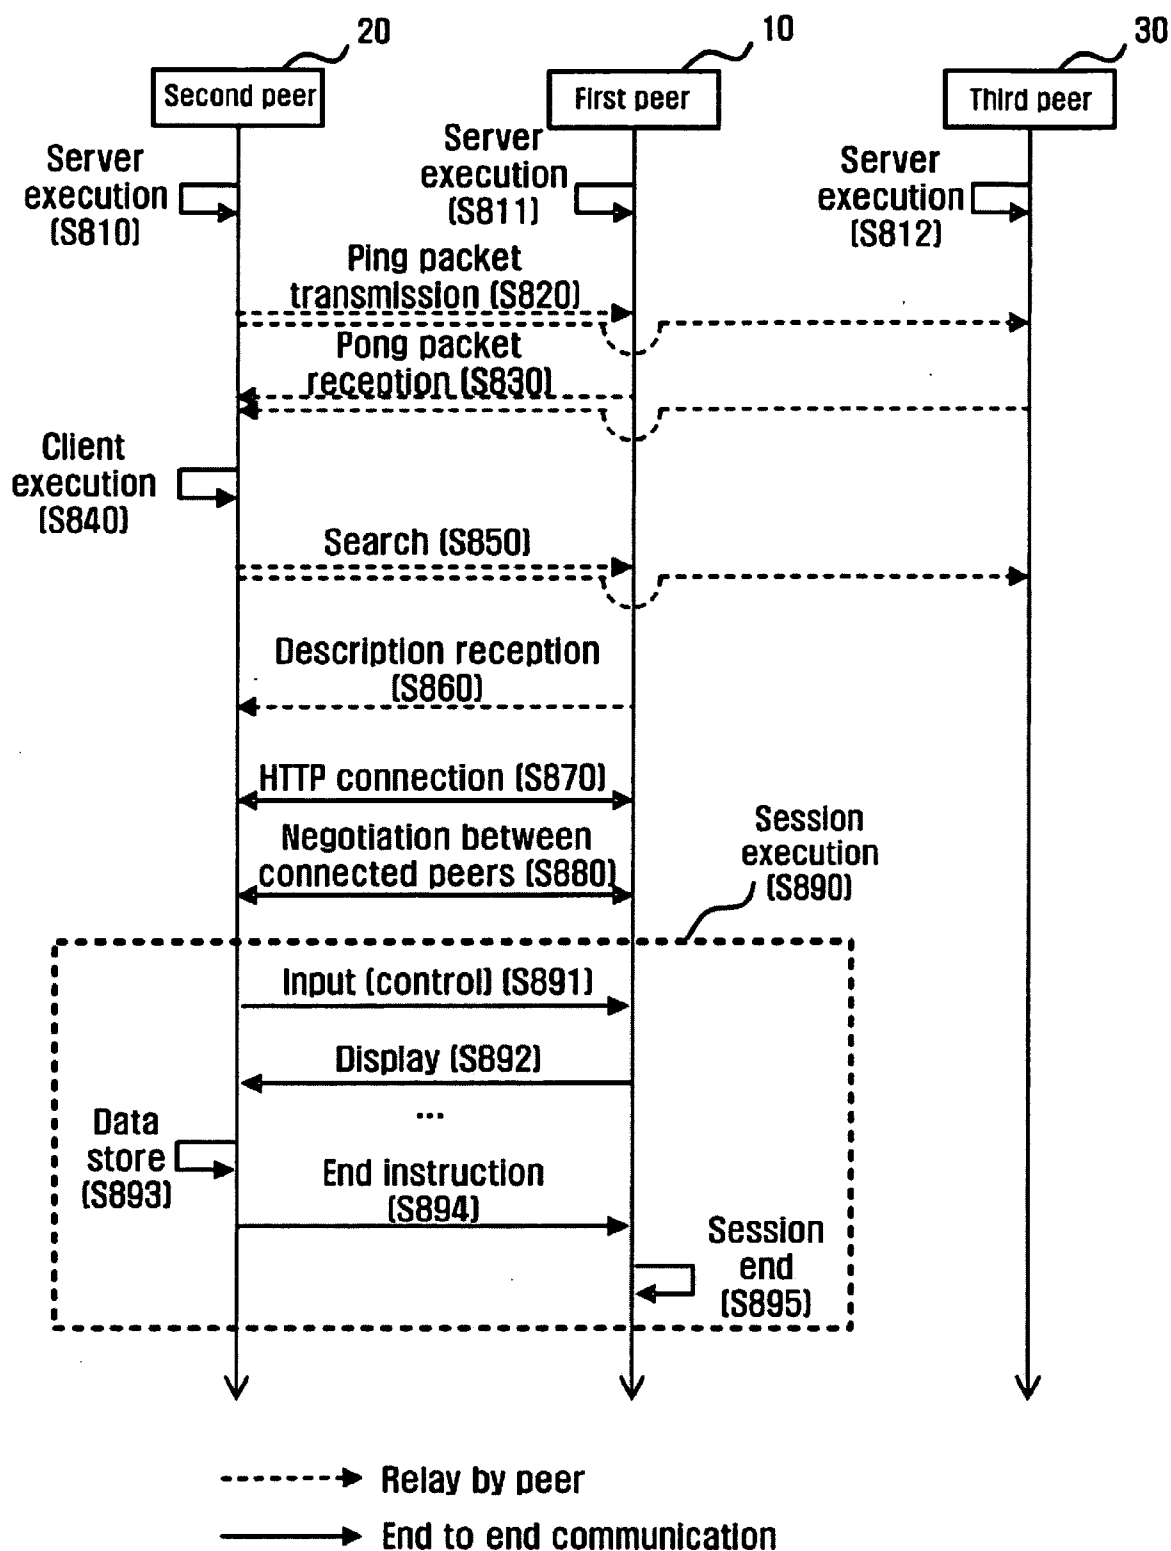 20
10
30
Second peer
First peer
Third peer
Server
execution
(S810)
Server
execution
(S811)
Server
execution
(S812)
Ping packet
transmission (S820)
Pong packet
reception (S830)
Client
execution
(S840)
Search (S850)
Description reception
(S860)
HTTP connection (S870)
Negotiation between
connected peers (S880)
Session
execution
(S890)
Input (control) (S891)
Display (S892)
...
Data
store
(S893)
End instruction
(S894)
Session
end
(S895)
Relay by peer
End to end communication